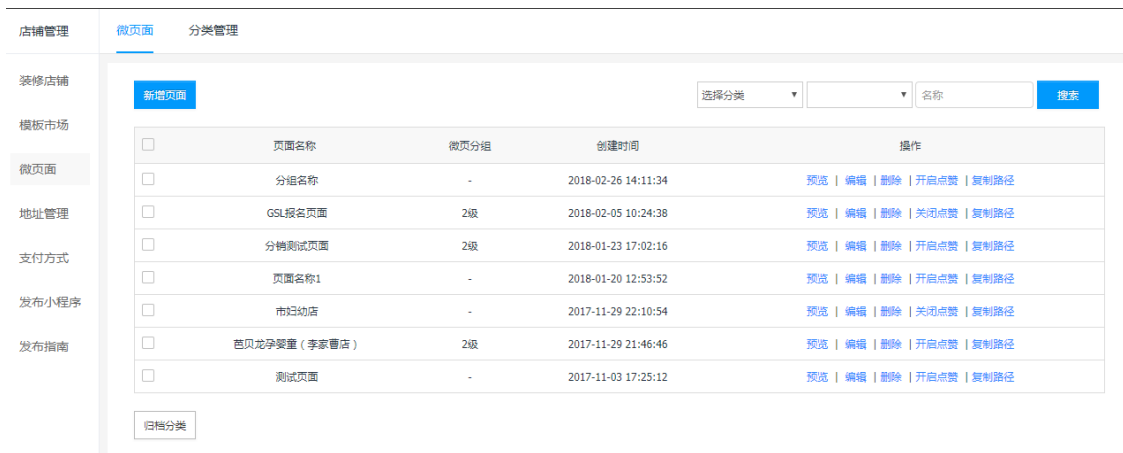 店铺管理
微页面 分类管理
装修店铺
模板市场
微页面
地址管理
支付方式
发布小程序
发布指南
新增页面 选择分类 名称 搜索
页面名称 微页分组 创建时间 操作
分组名称 - 2018-02-26 14:11:34 预览 | 编辑 | 删除 | 开启点赞 | 复制路径
GSL报名页面 2级 2018-02-05 10:24:38 预览 | 编辑 | 删除 | 关闭点赞 | 复制路径
分销测试页面 2级 2018-01-23 17:02:16 预览 | 编辑 | 删除 | 开启点赞 | 复制路径
页面名称1 - 2018-01-20 12:53:52 预览 | 编辑 | 删除 | 开启点赞 | 复制路径
市妇幼店 - 2017-11-29 22:10:54 预览 | 编辑 | 删除 | 关闭点赞 | 复制路径
芭贝龙孕婴童（李家曹店） 2级 2017-11-29 21:46:46 预览 | 编辑 | 删除 | 开启点赞 | 复制路径
测试页面 - 2017-11-03 17:25:12 预览 | 编辑 | 删除 | 开启点赞 | 复制路径
归档分类